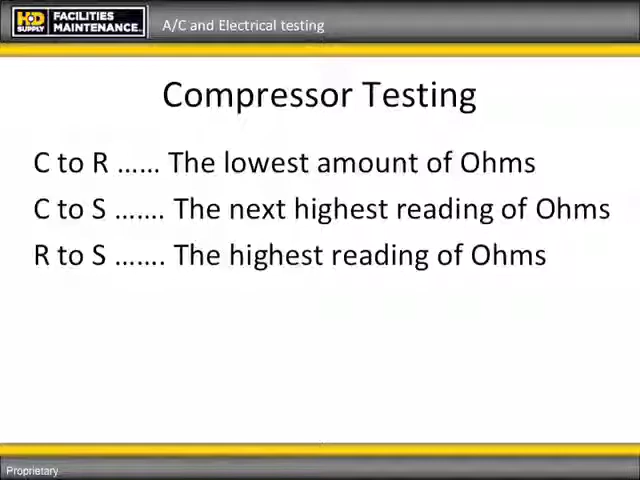 HD SUPPLY FACILITIES MAINTENANCE. A/C and Electrical testing
Compressor Testing
C to R …… The lowest amount of Ohms
C to S ……. The next highest reading of Ohms
R to S ……. The highest reading of Ohms
Proprietary